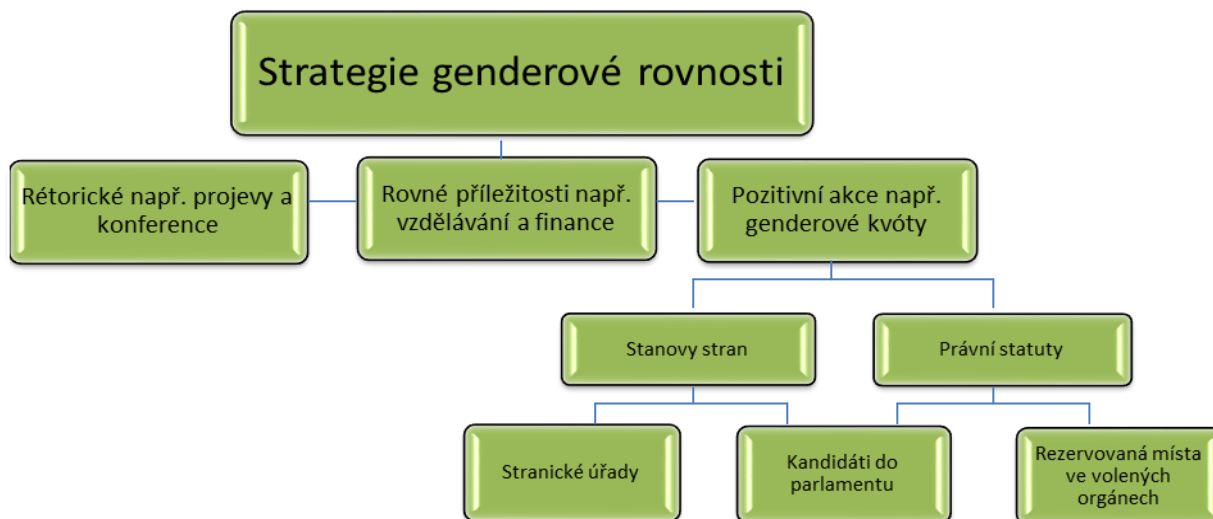 Strategie genderové rovnosti
Rétorické např. projevy a
konference
Rovné příležitosti např.
vzdělávání a finance
Pozitivní akce např.
genderové kvóty
Stanovy stran
Právní statuty
Stranické úřady
Kandidáti do
parlamentu
Rezervovaná místa
ve volených
orgánech